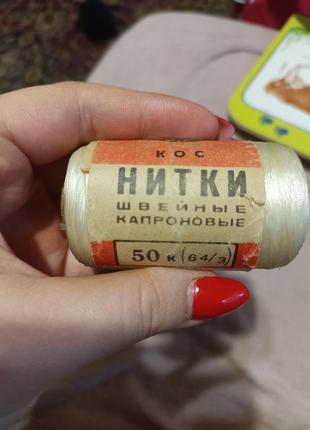 КОС
НИТКИ
ШВЕЙНЫЕ
КАПРОНОВЫЕ
50 к (64/3)